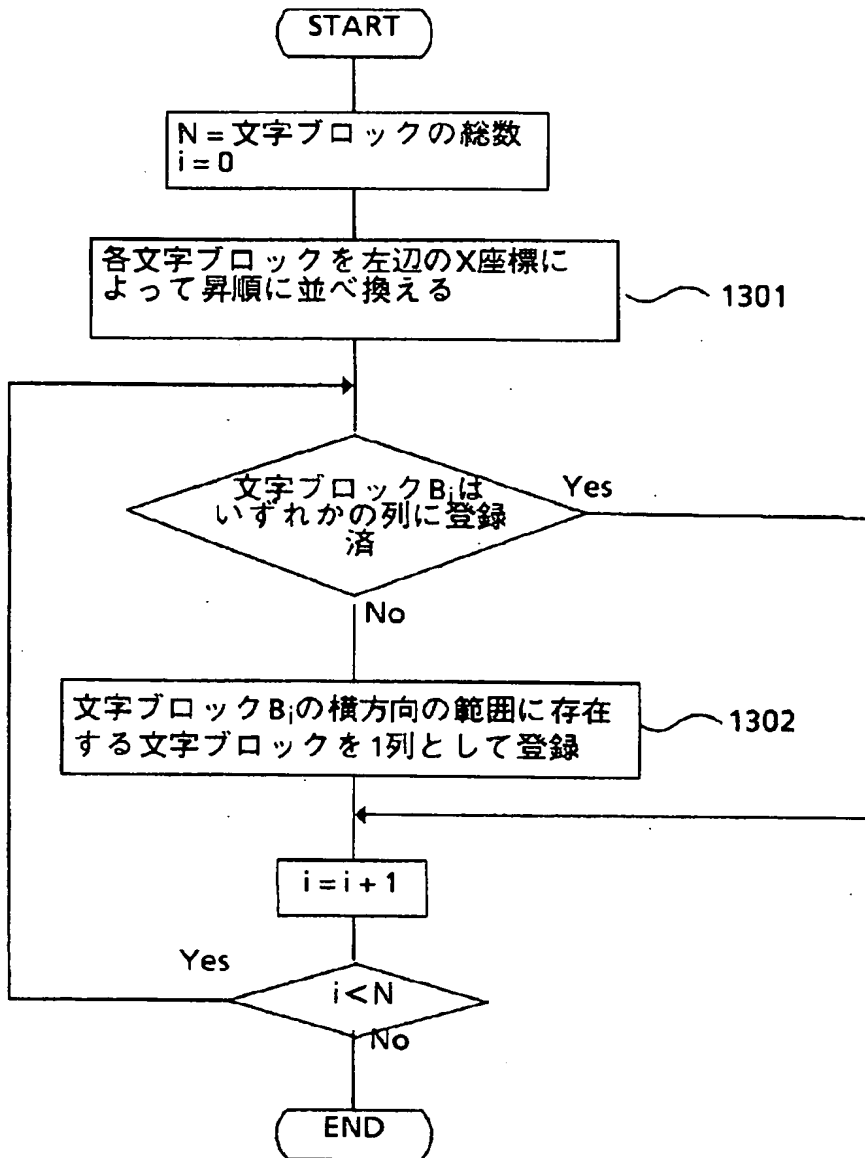 START
N = 文字ブロックの総数
i = 0
各文字ブロックを左辺のX座標に
よって昇順に並べ換える
1301
文字ブロックBiは
いずれかの列に登録
済
Yes
No
文字ブロックBiの横方向の範囲に存在
する文字ブロックを1列として登録
1302
i = i + 1
Yes
i < N
No
END